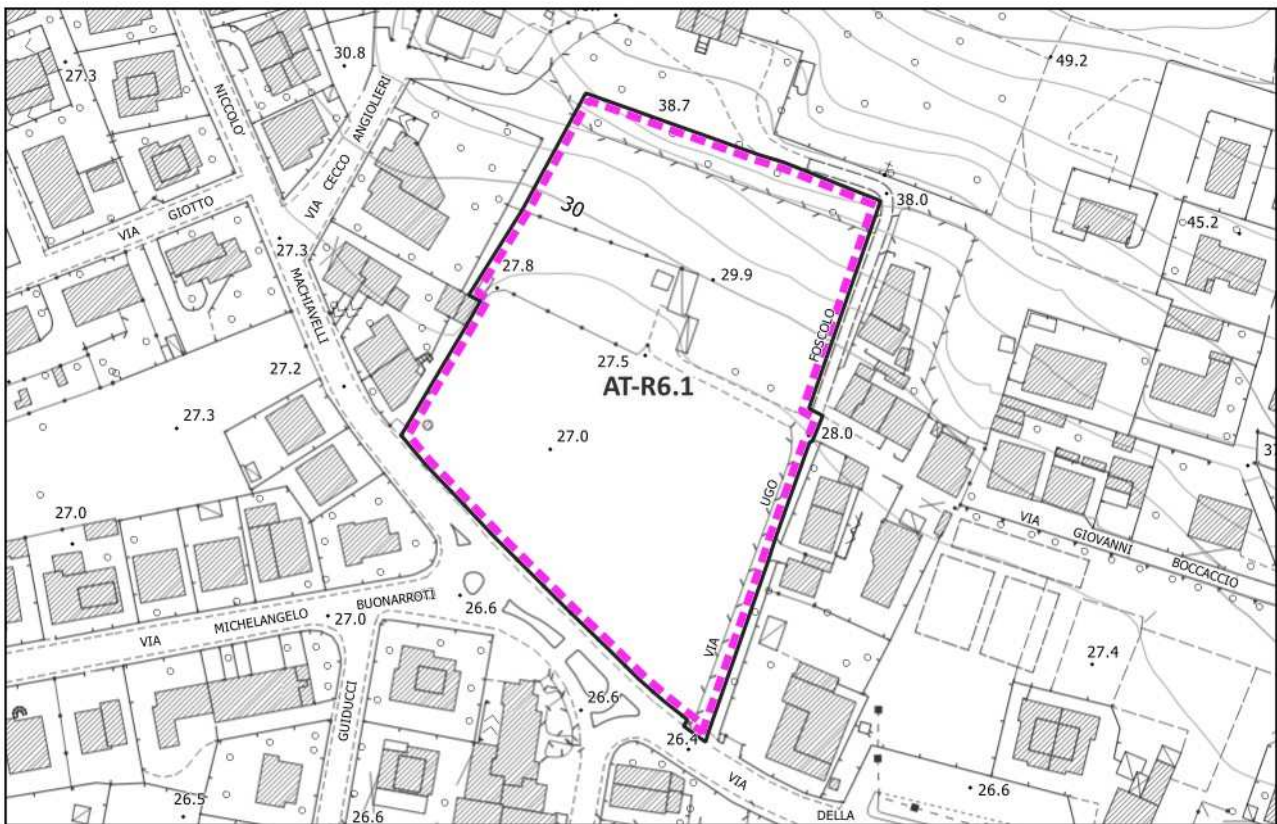 49.2
30.8
27.3
38.7
NICCOLO'
VIA CECCO ANGIOLIERI
38.0
VIA GIOTTO
30
45.2
27.3
27.8
29.9
MACHIAVELLI
FOSCOLO
27.5
27.2
AT-R6.1
27.3
28.0
27.0
UGO
27.0
VIA GIOVANNI BOCCACCIO
26.6
VIA MICHELANGELO BUONARROTI
27.0
VIA
27.4
GUIDUCCI
26.6
26.4
VIA DELLA
26.6
26.5
26.6